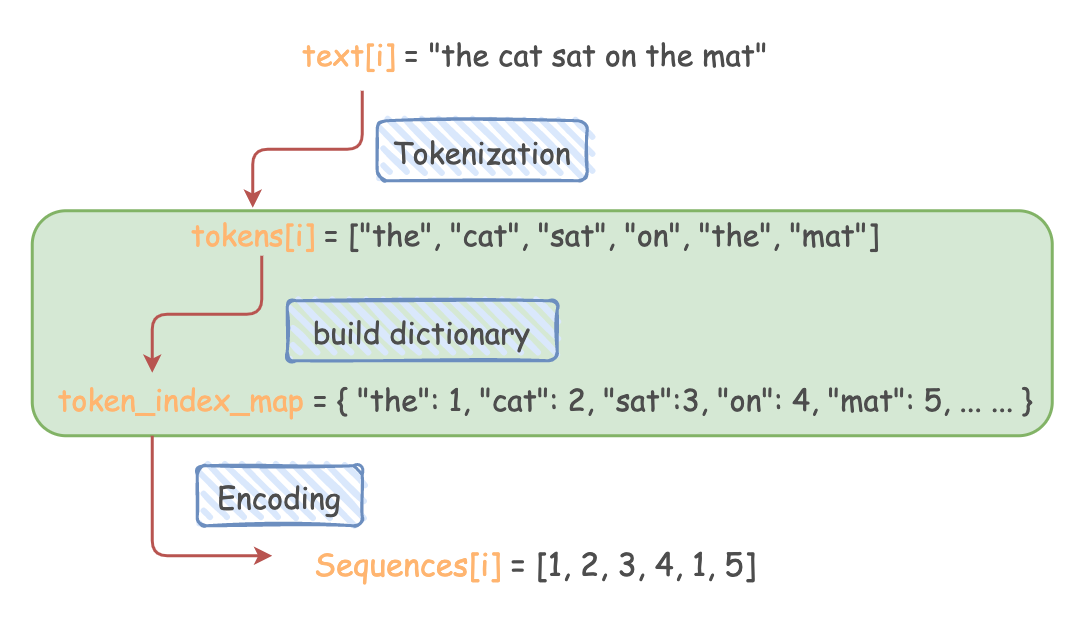 text[i] = "the cat sat on the mat"
Tokenization
tokens[i] = ["the", "cat", "sat", "on", "the", "mat"]
build dictionary
token_index_map = { "the": 1, "cat": 2, "sat":3, "on": 4, "mat": 5, ... ... }
Encoding
Sequences[i] = [1, 2, 3, 4, 1, 5]